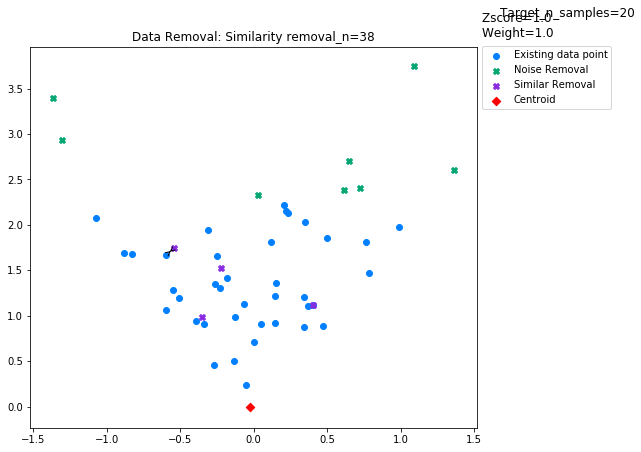 Target_n_samples=20
Zscore=1.0
Weight=1.0
Data Removal: Similarity removal_n=38
Existing data point
Noise Removal
Similar Removal
Centroid
3.5
3.0
2.5
2.0
1.5
1.0
0.5
0.0
−1.5 −1.0 −0.5 0.0 0.5 1.0 1.5